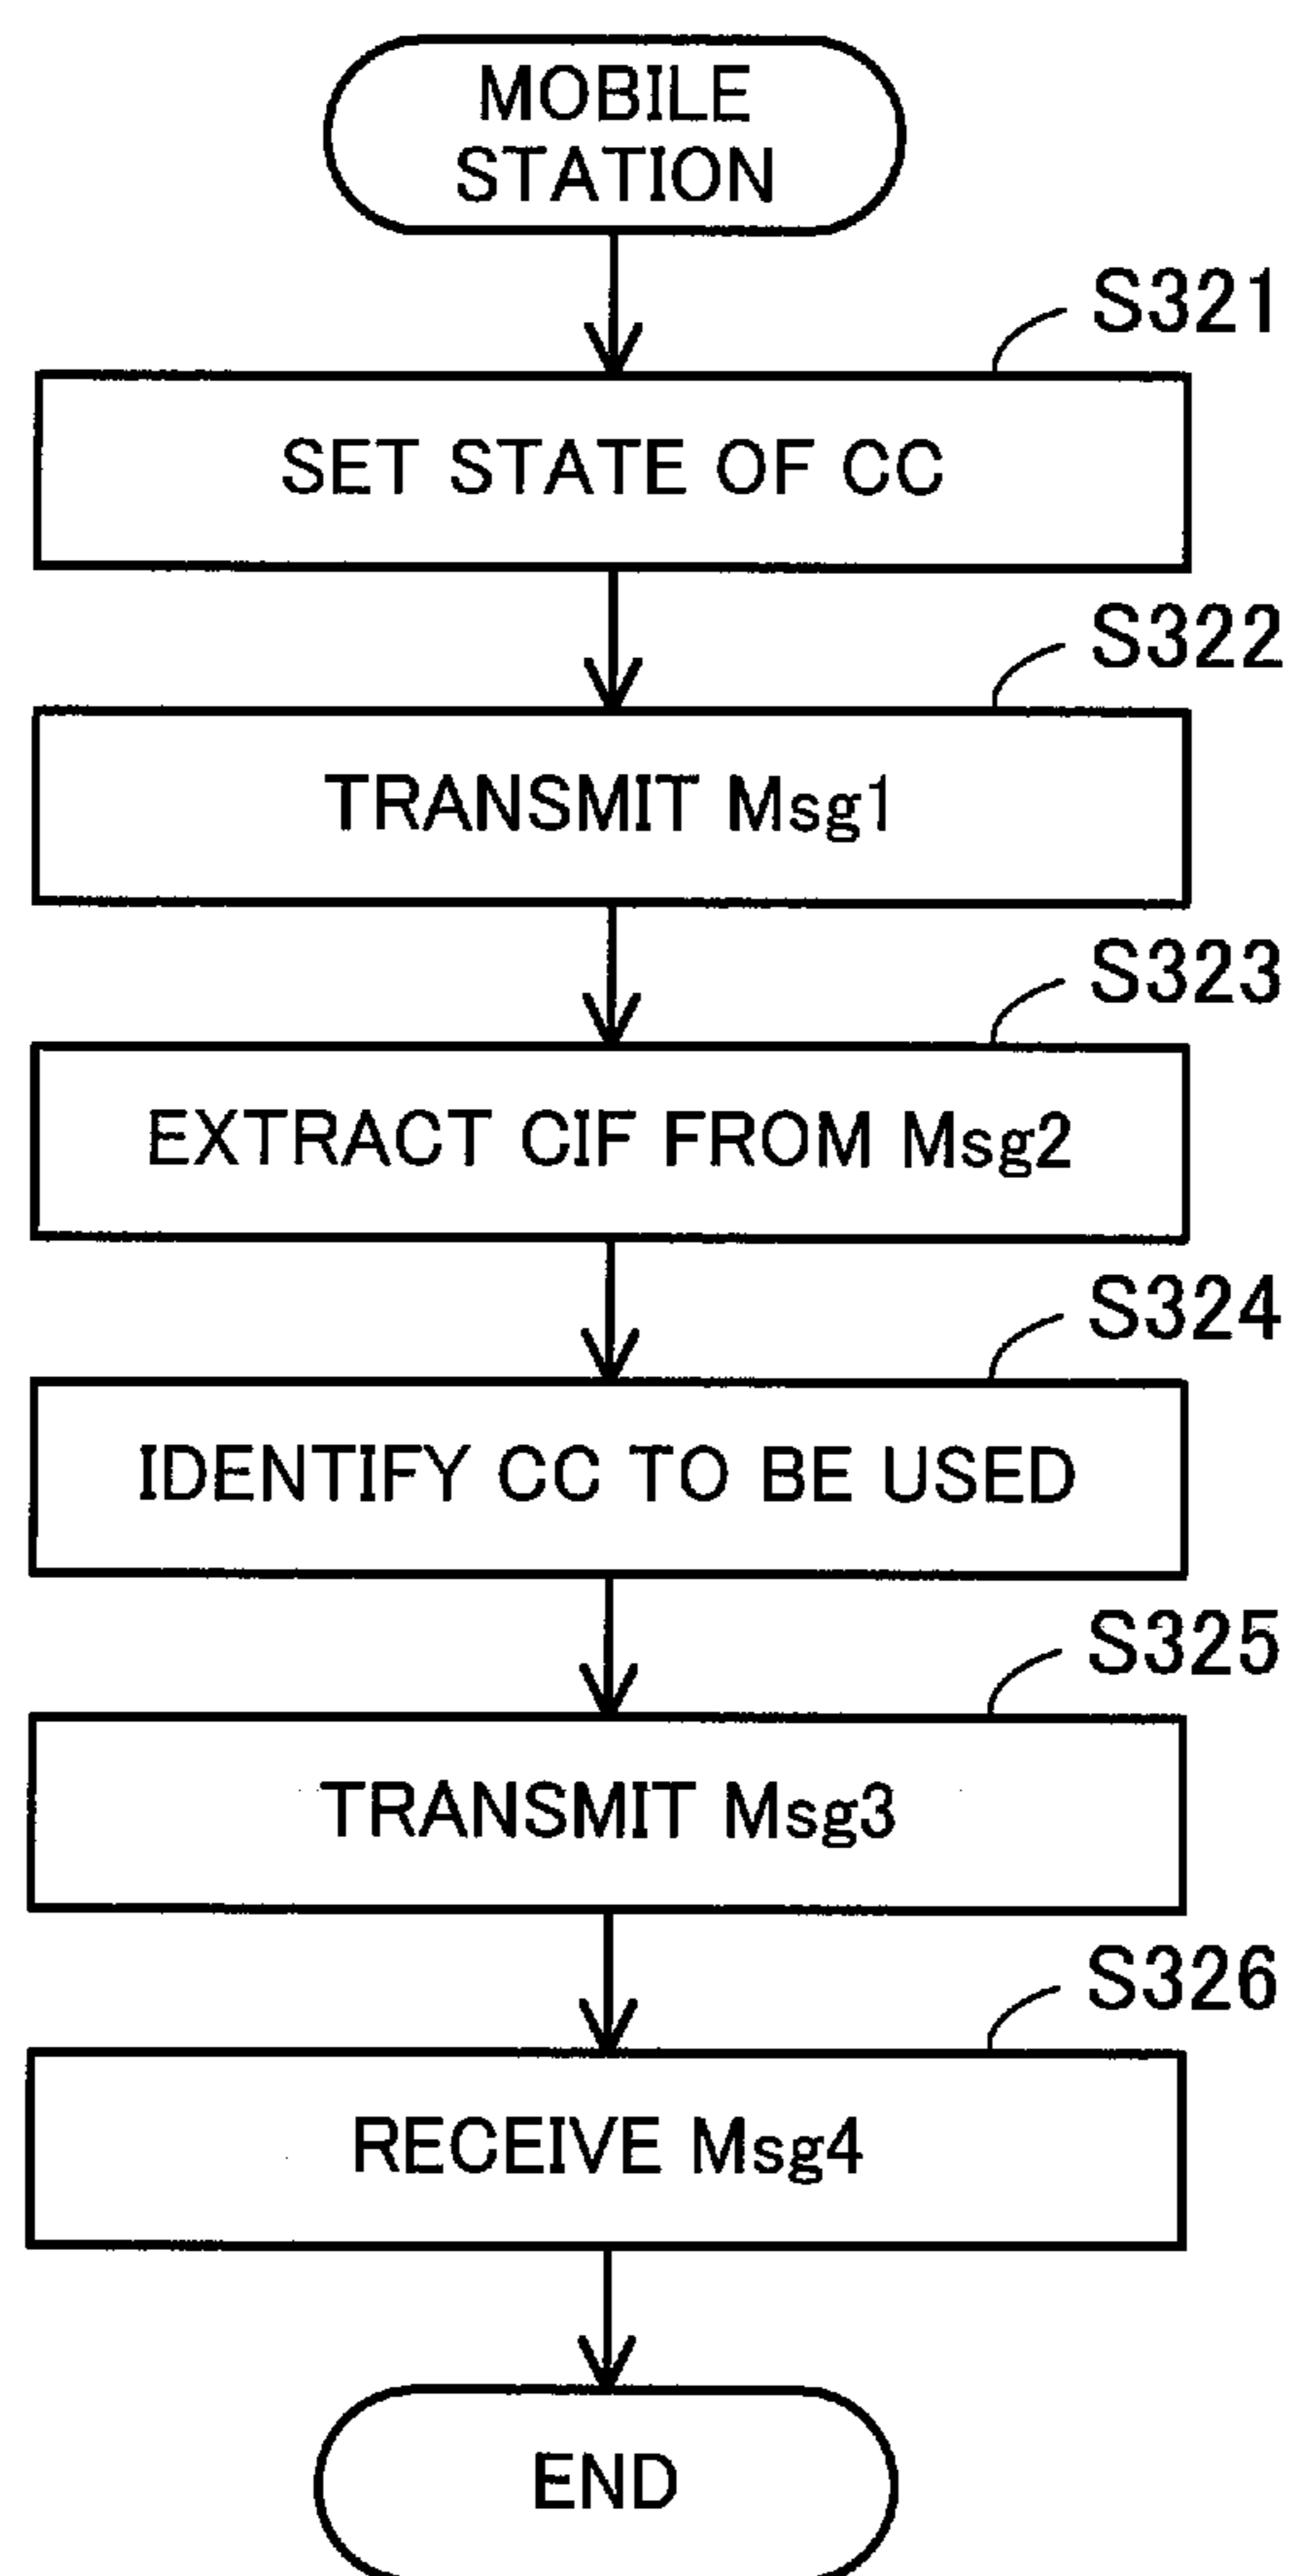 MOBILE
STATION
S321
SET STATE OF CC
S322
TRANSMIT Msg1
S323
EXTRACT CIF FROM Msg2
S324
IDENTIFY CC TO BE USED
S325
TRANSMIT Msg3
S326
RECEIVE Msg4
END